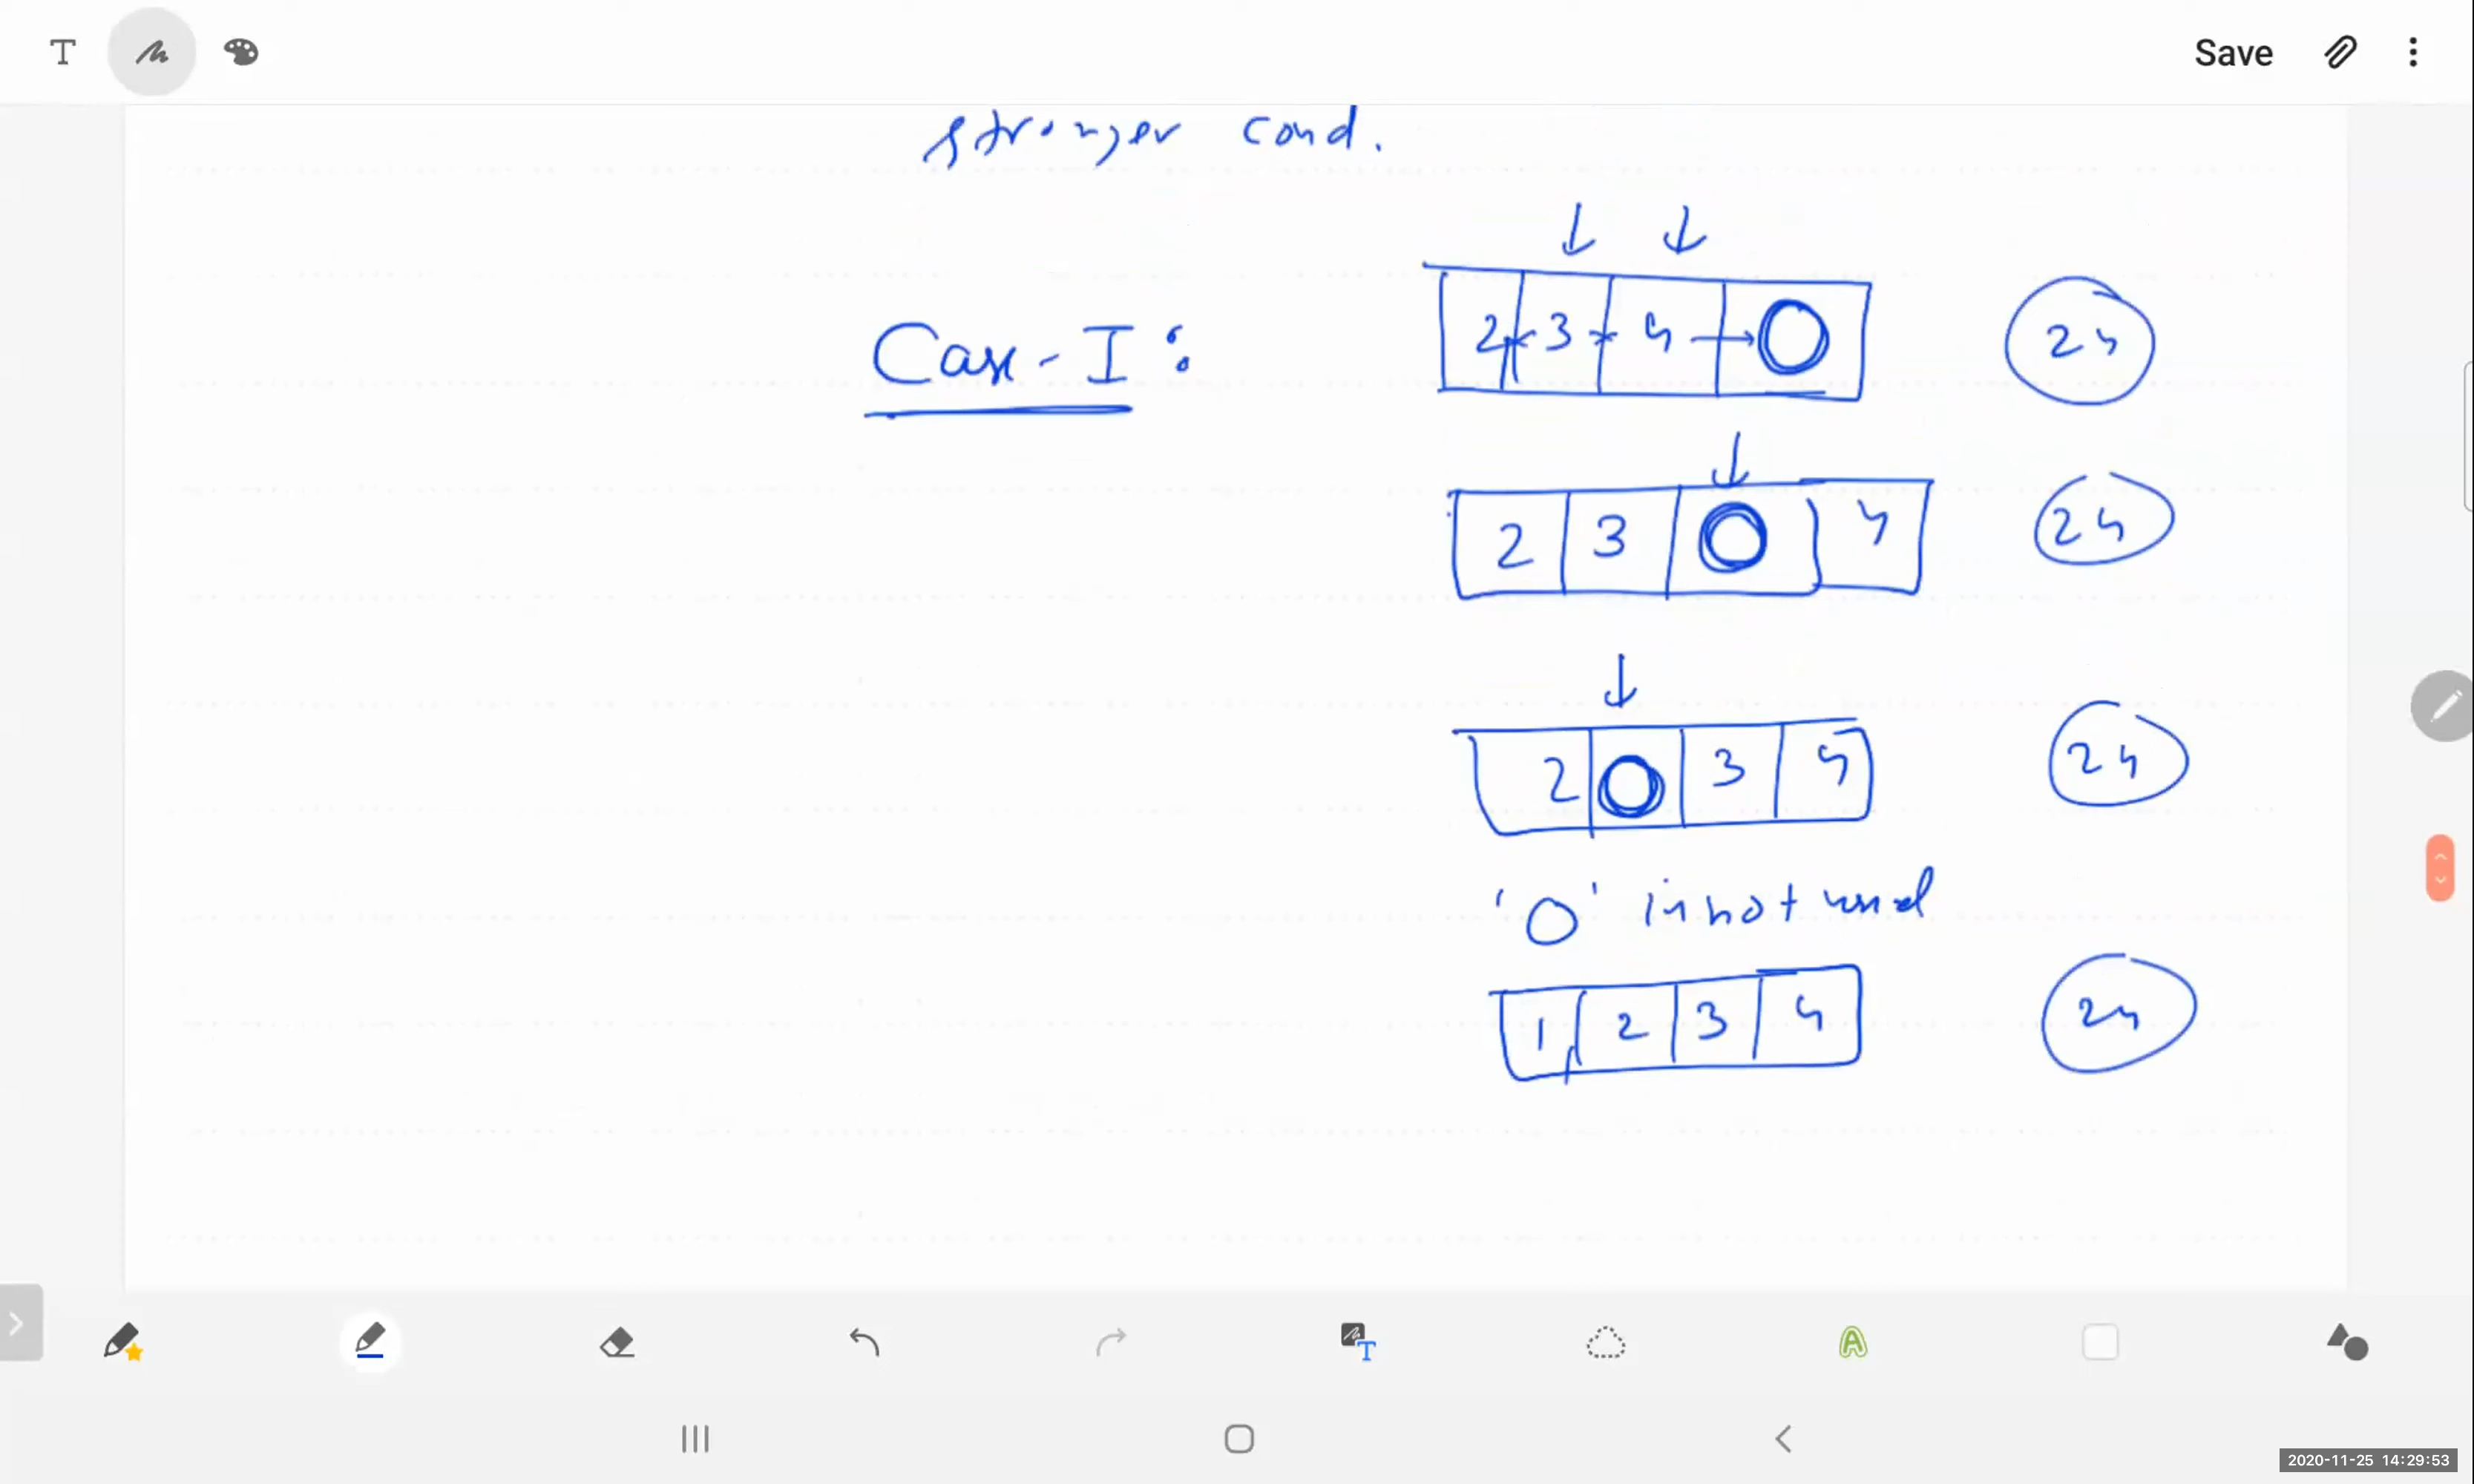 T Save
stronger cond.
Case-I:
2 3 4 0 24
2 3 0 4 24
2 0 3 4 24
'0' is not used
1 2 3 4 24
A
T
2020-11-25 14:29:53